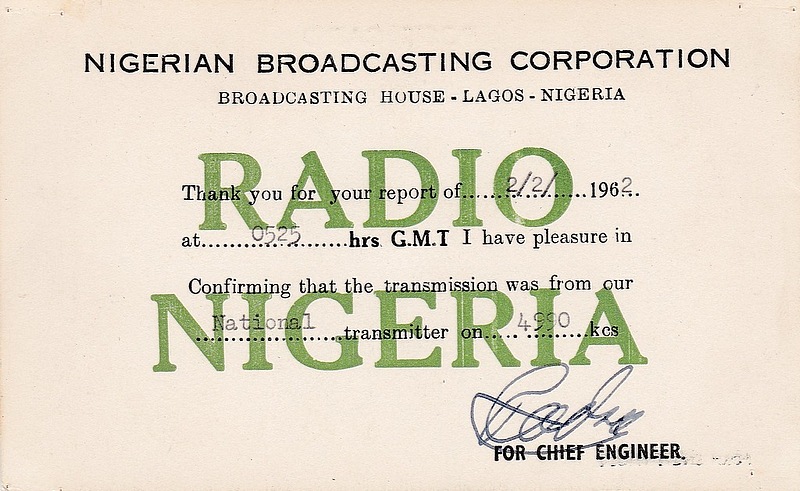 NIGERIAN BROADCASTING CORPORATION
BROADCASTING HOUSE - LAGOS - NIGERIA
RADIO
Thank you for your report of......2/2/......1962..
at......0525......hrs G.M.T I have pleasure in
Confirming that the transmission was from our
NIGERIA
......National......transmitter on.....4990.....kcs
FOR CHIEF ENGINEER.